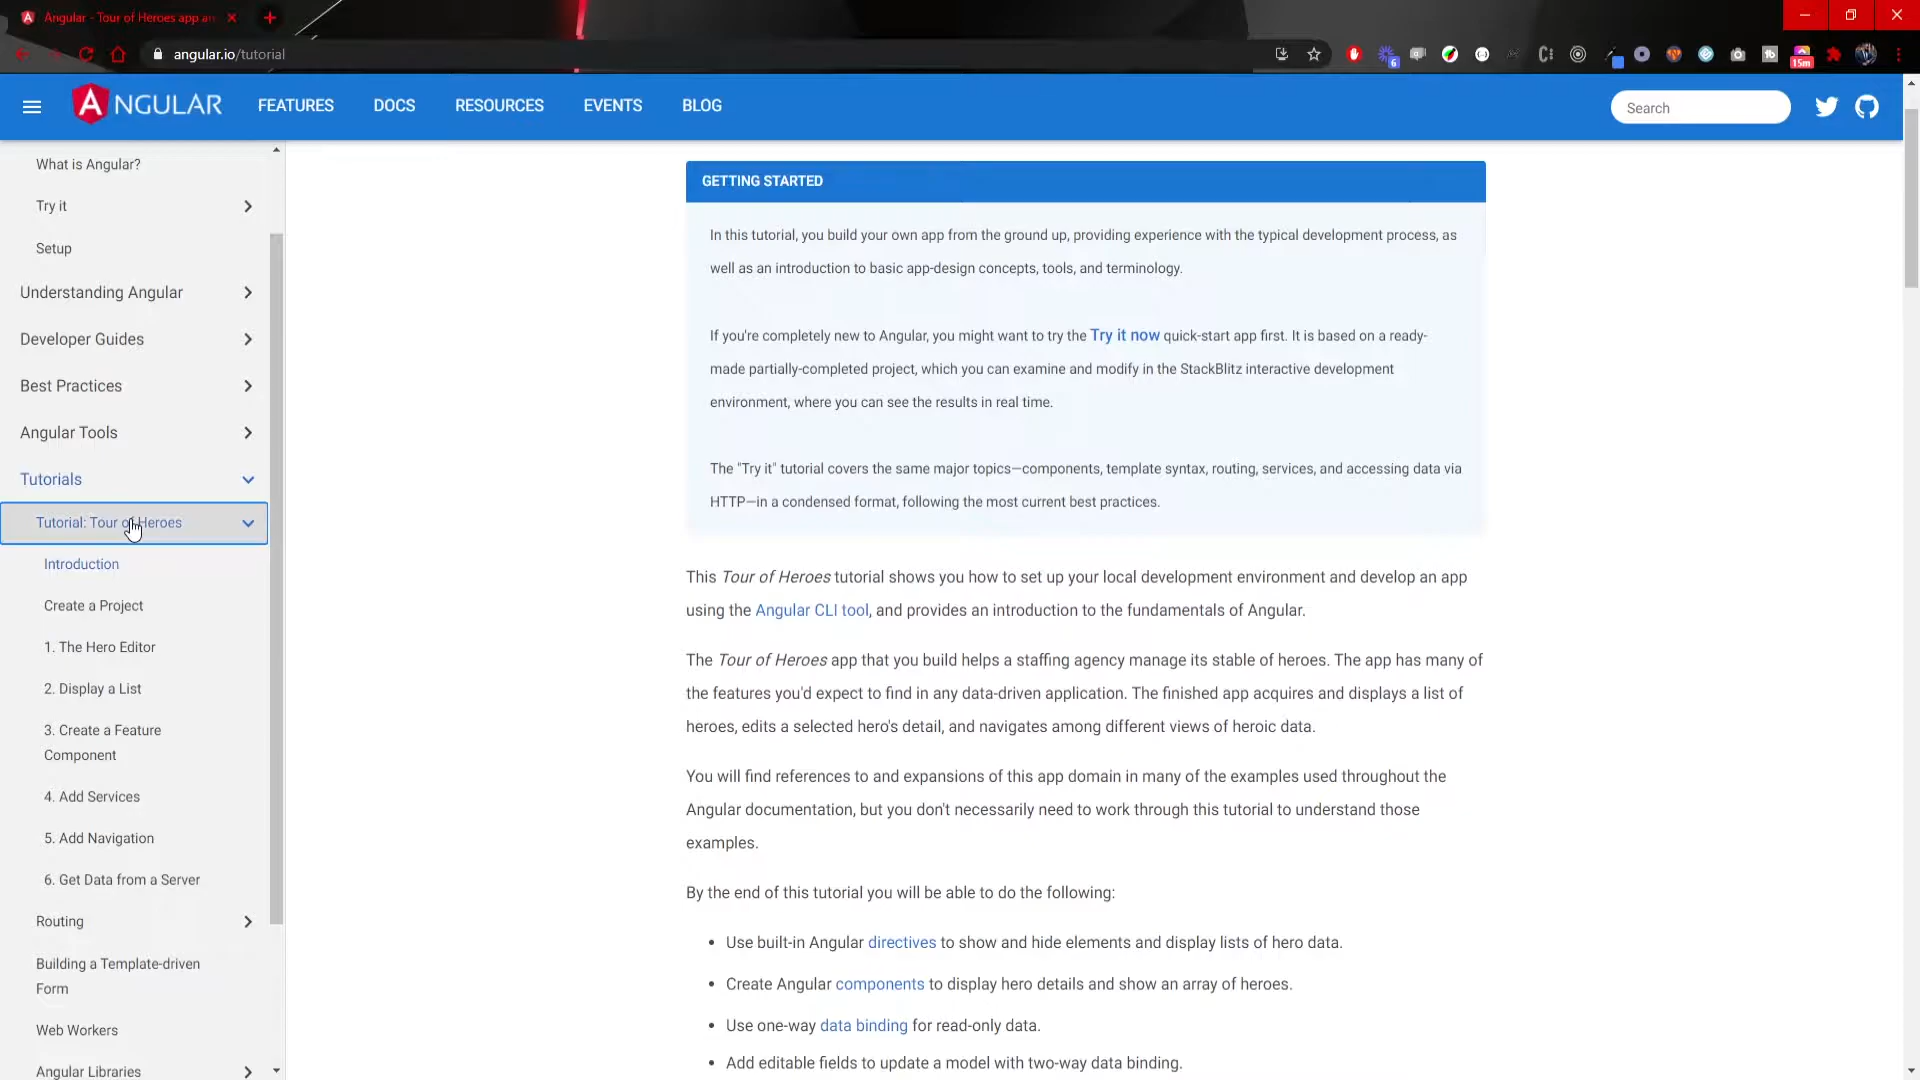 Angular - Tour of Heroes app an
angular.io/tutorial
6
15m
ANGULAR
FEATURES
DOCS
RESOURCES
EVENTS
BLOG
Search
What is Angular?
Try it
Setup
Understanding Angular
Developer Guides
Best Practices
Angular Tools
Tutorials
Tutorial: Tour of Heroes
Introduction
Create a Project
1. The Hero Editor
2. Display a List
3. Create a Feature
Component
4. Add Services
5. Add Navigation
6. Get Data from a Server
Routing
Building a Template-driven
Form
Web Workers
Angular Libraries
GETTING STARTED
In this tutorial, you build your own app from the ground up, providing experience with the typical development process, as
well as an introduction to basic app-design concepts, tools, and terminology.
If you're completely new to Angular, you might want to try the Try it now quick-start app first. It is based on a ready-
made partially-completed project, which you can examine and modify in the StackBlitz interactive development
environment, where you can see the results in real time.
The "Try it" tutorial covers the same major topics—components, template syntax, routing, services, and accessing data via
HTTP—in a condensed format, following the most current best practices.
This Tour of Heroes tutorial shows you how to set up your local development environment and develop an app
using the Angular CLI tool, and provides an introduction to the fundamentals of Angular.
The Tour of Heroes app that you build helps a staffing agency manage its stable of heroes. The app has many of
the features you'd expect to find in any data-driven application. The finished app acquires and displays a list of
heroes, edits a selected hero's detail, and navigates among different views of heroic data.
You will find references to and expansions of this app domain in many of the examples used throughout the
Angular documentation, but you don't necessarily need to work through this tutorial to understand those
examples.
By the end of this tutorial you will be able to do the following:
• Use built-in Angular directives to show and hide elements and display lists of hero data.
• Create Angular components to display hero details and show an array of heroes.
• Use one-way data binding for read-only data.
• Add editable fields to update a model with two-way data binding.